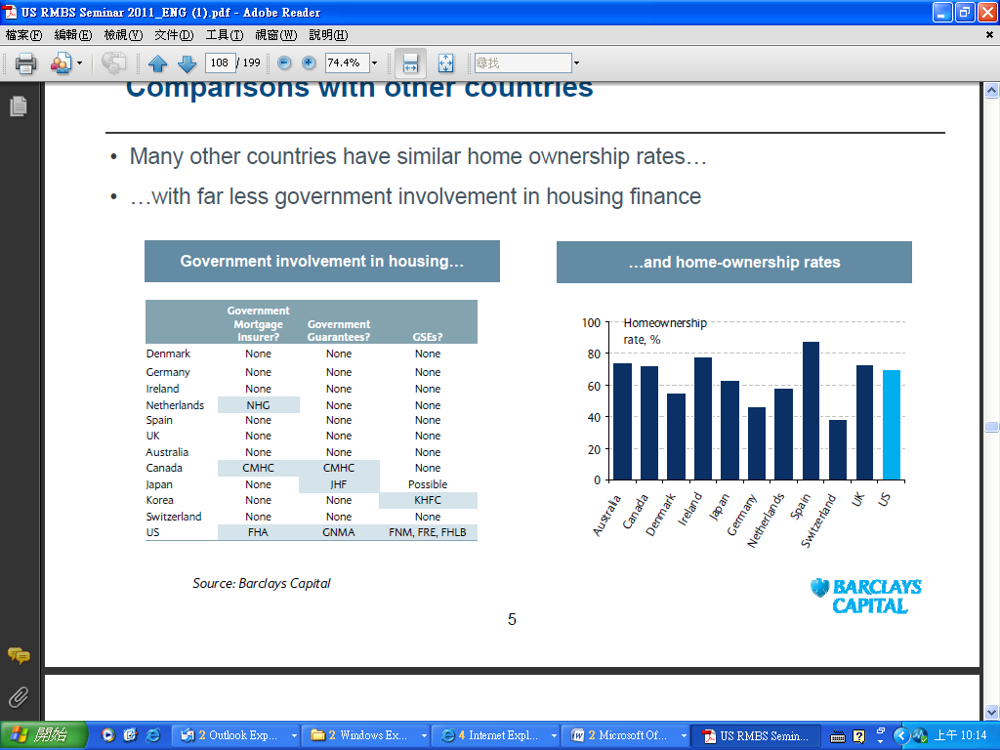 US RMBS Seminar 2011_ENG (1).pdf - Adobe Reader
檔案(F) 編輯(E) 檢視(V) 文件(D) 工具(T) 視窗(W) 說明(H)
108 / 199 74.4% 尋找
Comparisons with other countries
• Many other countries have similar home ownership rates…
• …with far less government involvement in housing finance
Government involvement in housing…
Government Mortgage Insurer? Government Guarantees? GSEs?
Denmark None None None
Germany None None None
Ireland None None None
Netherlands NHG None None
Spain None None None
UK None None None
Australia None None None
Canada CMHC CMHC None
Japan None JHF Possible
Korea None None KHFC
Switzerland None None None
US FHA GNMA FNM, FRE, FHLB
Source: Barclays Capital
…and home-ownership rates
Homeownership
rate, %
100
80
60
40
20
0
Australia Canada Denmark Ireland Japan Germany Netherlands Spain Switzerland UK US
BARCLAYS
CAPITAL
5
開始 2 Outlook Exp... 2 Windows Ex... 4 Internet Expl... 2 Microsoft Of... US RMBS Semin... 上午 10:14